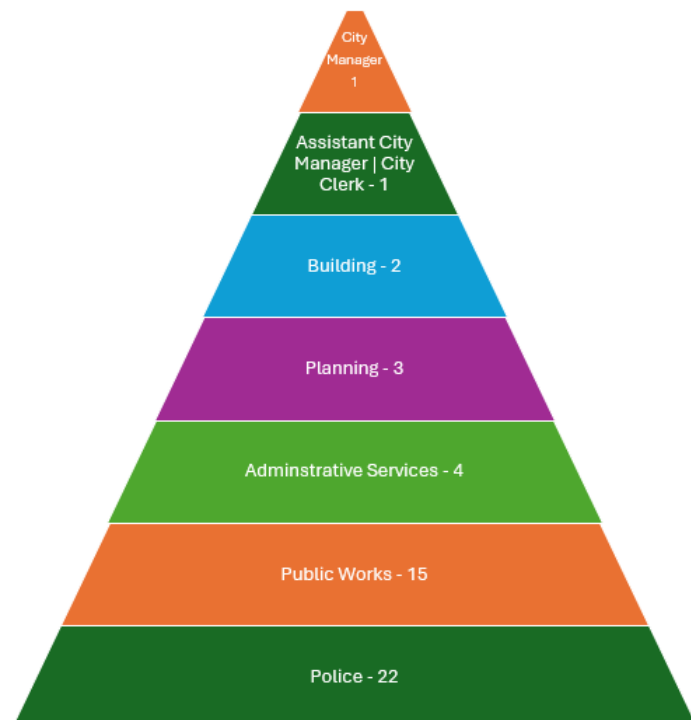 City
Manager
1
Assistant City
Manager | City
Clerk - 1
Building - 2
Planning - 3
Adminstrative Services - 4
Public Works - 15
Police - 22